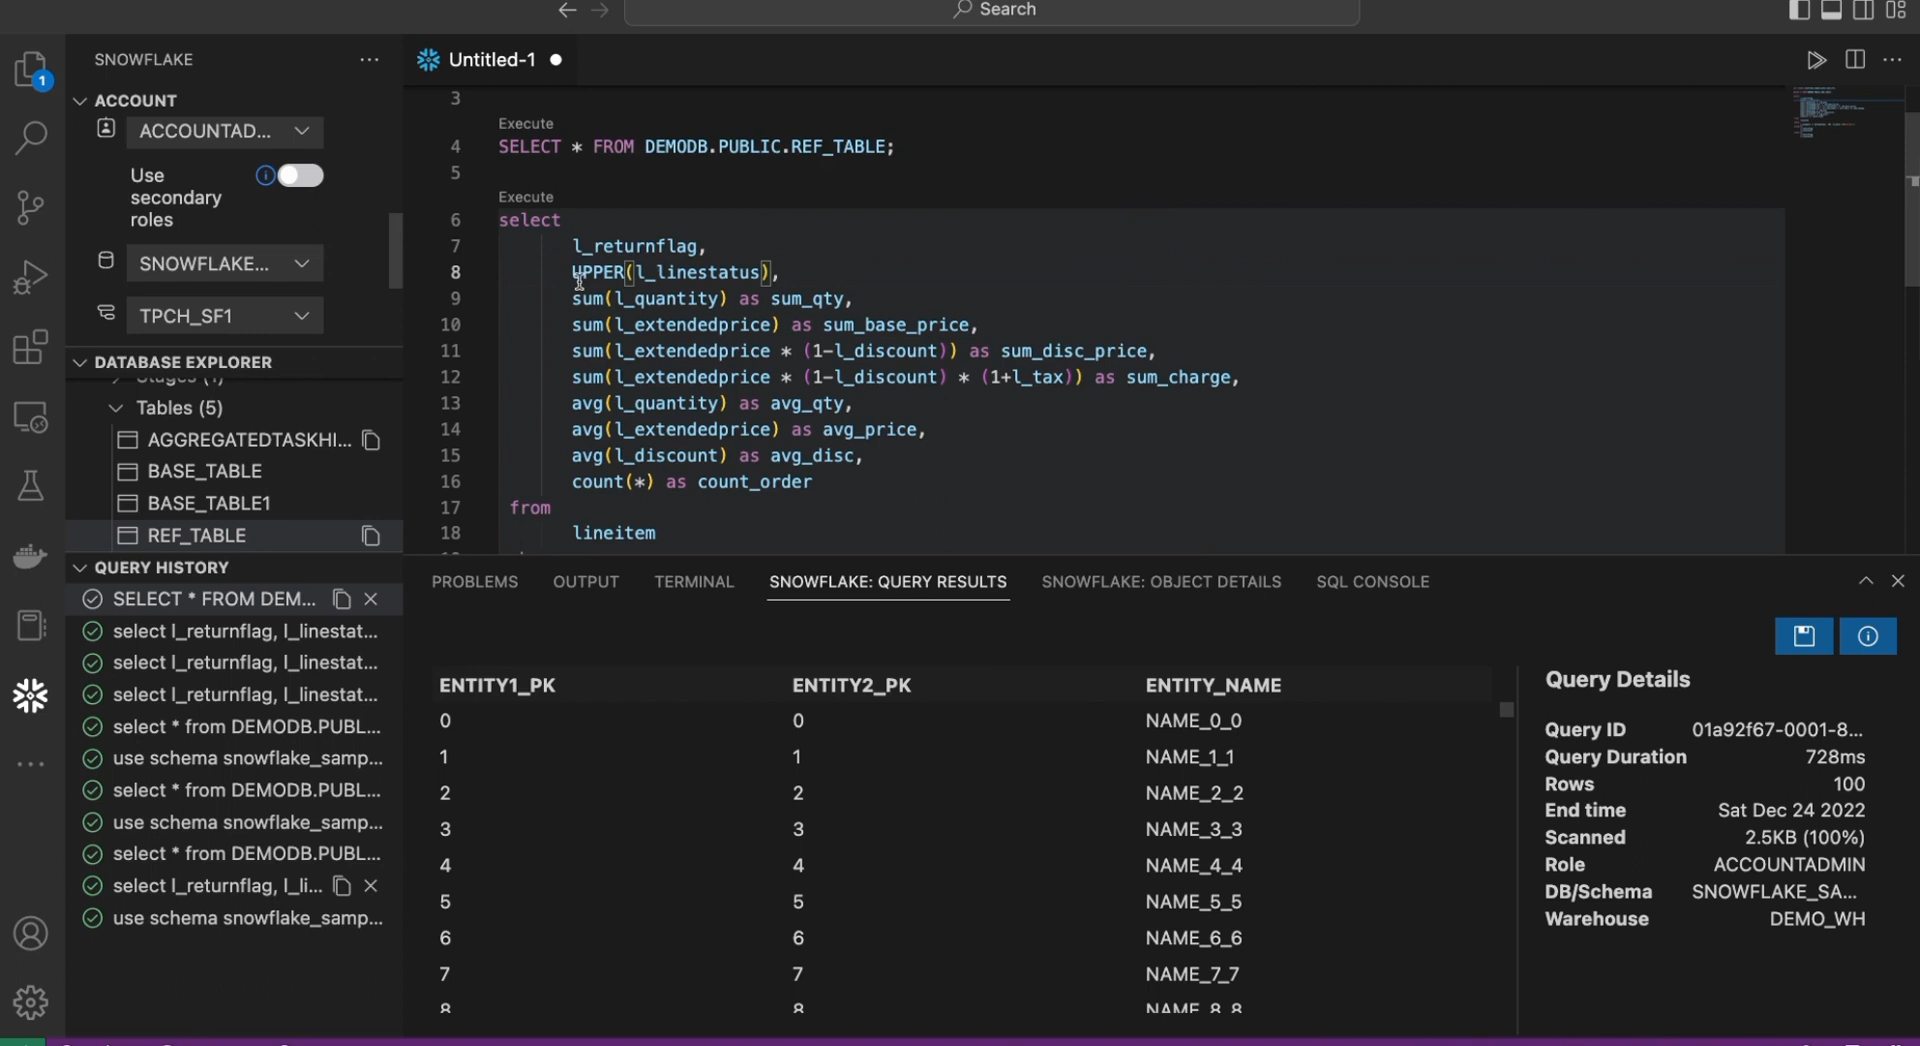 Search
1
SNOWFLAKE
ACCOUNT
ACCOUNTAD...
Use
secondary
roles
SNOWFLAKE...
TPCH_SF1
DATABASE EXPLORER
Stages (1)
Tables (5)
AGGREGATEDTASKHI...
BASE_TABLE
BASE_TABLE1
REF_TABLE
QUERY HISTORY
SELECT * FROM DEM...
select l_returnflag, l_linestat...
select l_returnflag, l_linestat...
select l_returnflag, l_linestat...
select * from DEMODB.PUBL...
use schema snowflake_samp...
select * from DEMODB.PUBL...
use schema snowflake_samp...
select * from DEMODB.PUBL...
select l_returnflag, l_li...
use schema snowflake_samp...
Untitled-1
3
Execute
4 SELECT * FROM DEMODB.PUBLIC.REF_TABLE;
5
Execute
6 select
7 l_returnflag,
8 UPPER(l_linestatus),
9 sum(l_quantity) as sum_qty,
10 sum(l_extendedprice) as sum_base_price,
11 sum(l_extendedprice * (1-l_discount)) as sum_disc_price,
12 sum(l_extendedprice * (1-l_discount) * (1+l_tax)) as sum_charge,
13 avg(l_quantity) as avg_qty,
14 avg(l_extendedprice) as avg_price,
15 avg(l_discount) as avg_disc,
16 count(*) as count_order
17 from
18 lineitem
PROBLEMS OUTPUT TERMINAL SNOWFLAKE: QUERY RESULTS SNOWFLAKE: OBJECT DETAILS SQL CONSOLE
ENTITY1_PK ENTITY2_PK ENTITY_NAME
0 0 NAME_0_0
1 1 NAME_1_1
2 2 NAME_2_2
3 3 NAME_3_3
4 4 NAME_4_4
5 5 NAME_5_5
6 6 NAME_6_6
7 7 NAME_7_7
8 8 NAME_8_8
Query Details
Query ID 01a92f67-0001-8...
Query Duration 728ms
Rows 100
End time Sat Dec 24 2022
Scanned 2.5KB (100%)
Role ACCOUNTADMIN
DB/Schema SNOWFLAKE_SA...
Warehouse DEMO_WH